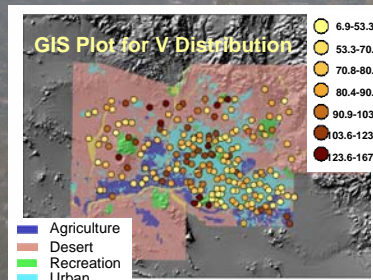 GIS Plot for V Distribution
6.9-53.3
53.3-70.
70.8-80.
80.4-90.
90.9-103
103.6-123
123.6-167
Agriculture
Desert
Recreation
Urban